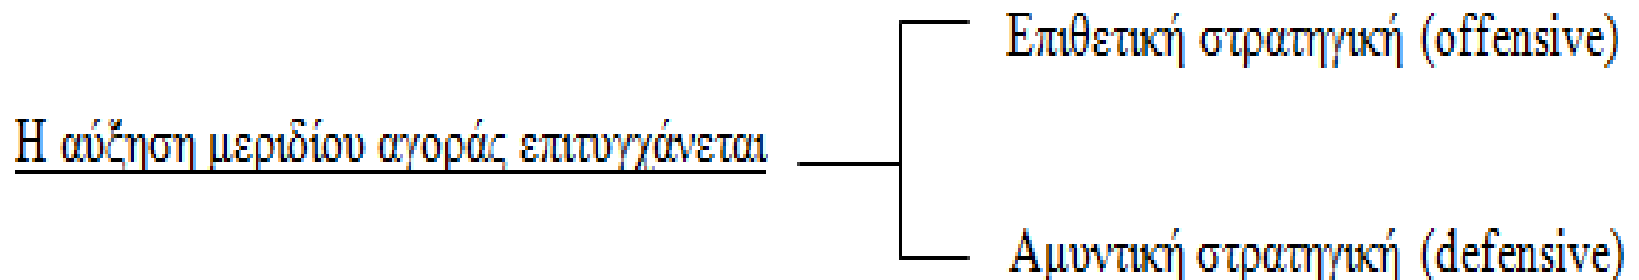 Επιθετική στρατηγική (offensive)
Η αύξηση μεριδίου αγοράς επιτυγχάνεται
Αμυντική στρατηγική (defensive)